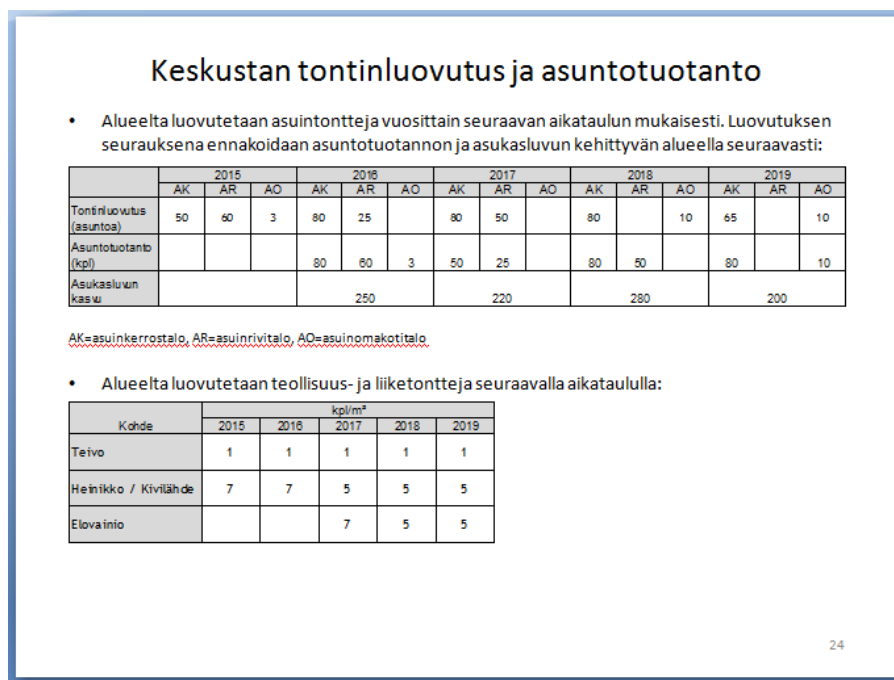 Keskustan tontinluovutus ja asuntotuotanto
• Alueelta luovutetaan asuintontteja vuosittain seuraavan aikataulun mukaisesti. Luovutuksen
seurauksena ennakoidaan asuntotuotannon ja asukasluvun kehittyvän alueella seuraavasti:
2015 2016 2017 2018 2019
AK AR AO AK AR AO AK AR AO AK AR AO AK AR AO
Tontinluovutus
(asuntoa) 50 60 3 80 25 80 50 80 10 65 10
Asuntotuotanto
(kpl) 80 60 3 50 25 80 50 80 10
Asukasluvun
kasvu 250 220 280 200
AK=asuinkerrostalo, AR=asuinrivitalo, AO=asuinomakotitalo
• Alueelta luovutetaan teollisuus- ja liiketontteja seuraavalla aikataululla:
Kohde kpl/m²
2015 2016 2017 2018 2019
Teivo 1 1 1 1 1
Heinikko / Kivilähde 7 7 5 5 5
Elovainio 7 5 5
24